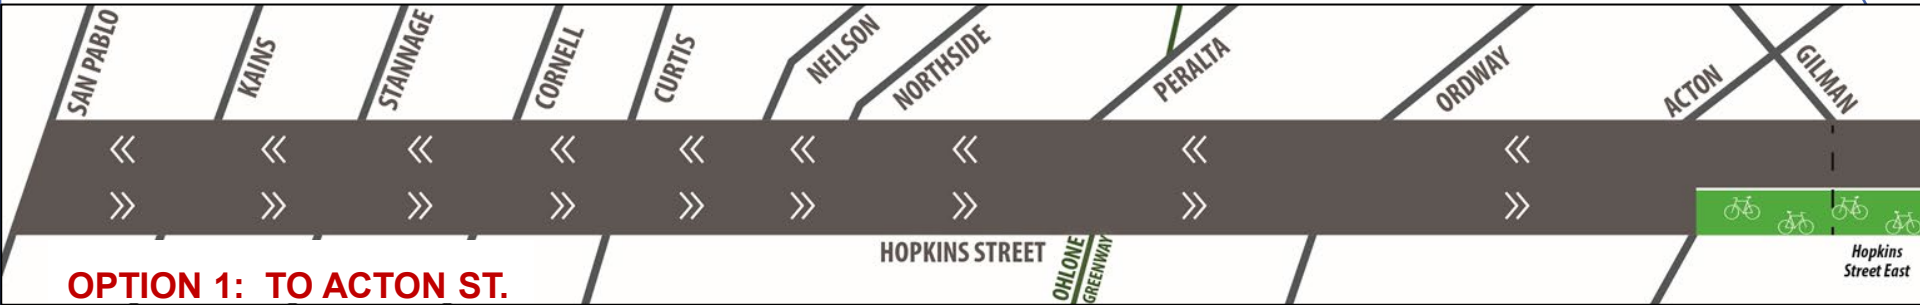 SAN PABLO
KAINS
STANNAGE
CORNELL
CURTIS
NEILSON
NORTHSIDE
PERALTA
ORDWAY
ACTON
GILMAN
HOPKINS STREET
OHLONE
GREENWAY
Hopkins
Street East
OPTION 1: TO ACTON ST.